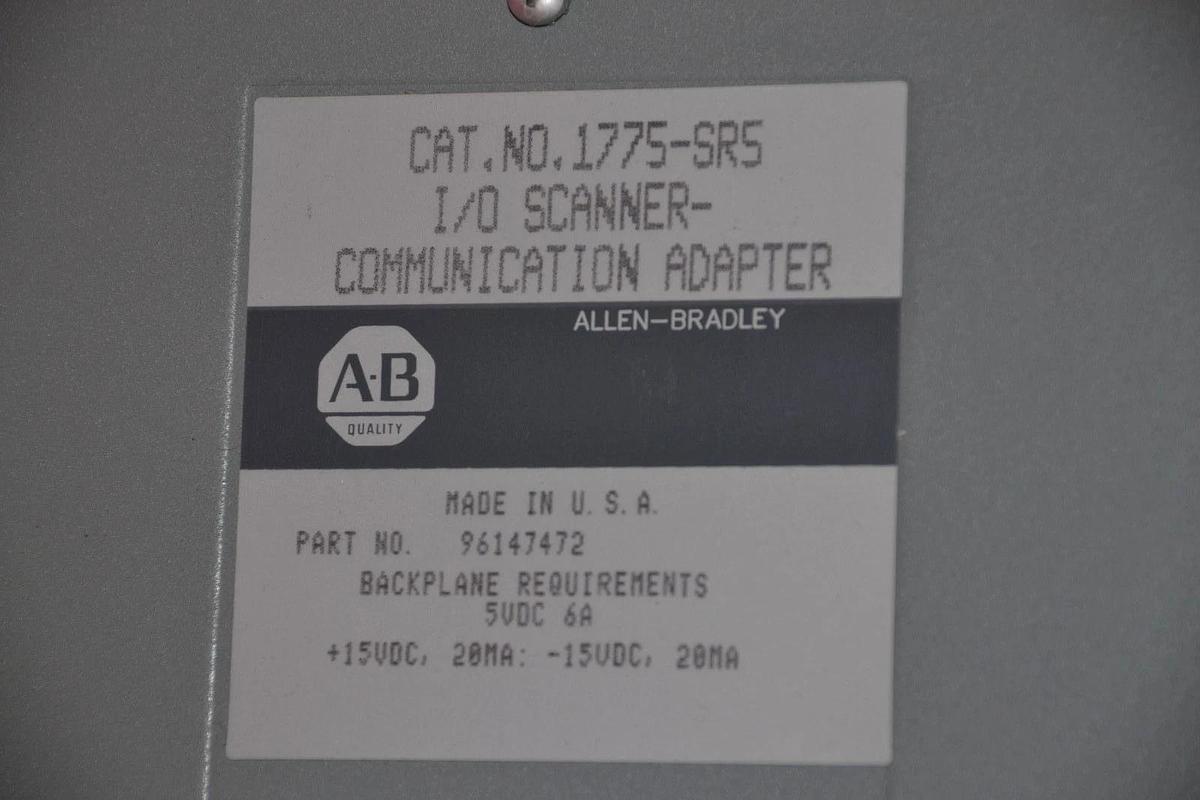 CAT.NO.1775-SR5
I/O SCANNER-
COMMUNICATION ADAPTER
ALLEN-BRADLEY
A-B
QUALITY
MADE IN U.S.A.
PART NO. 96147472
BACKPLANE REQUIREMENTS
5VDC 6A
+15VDC, 20MA: -15VDC, 20MA